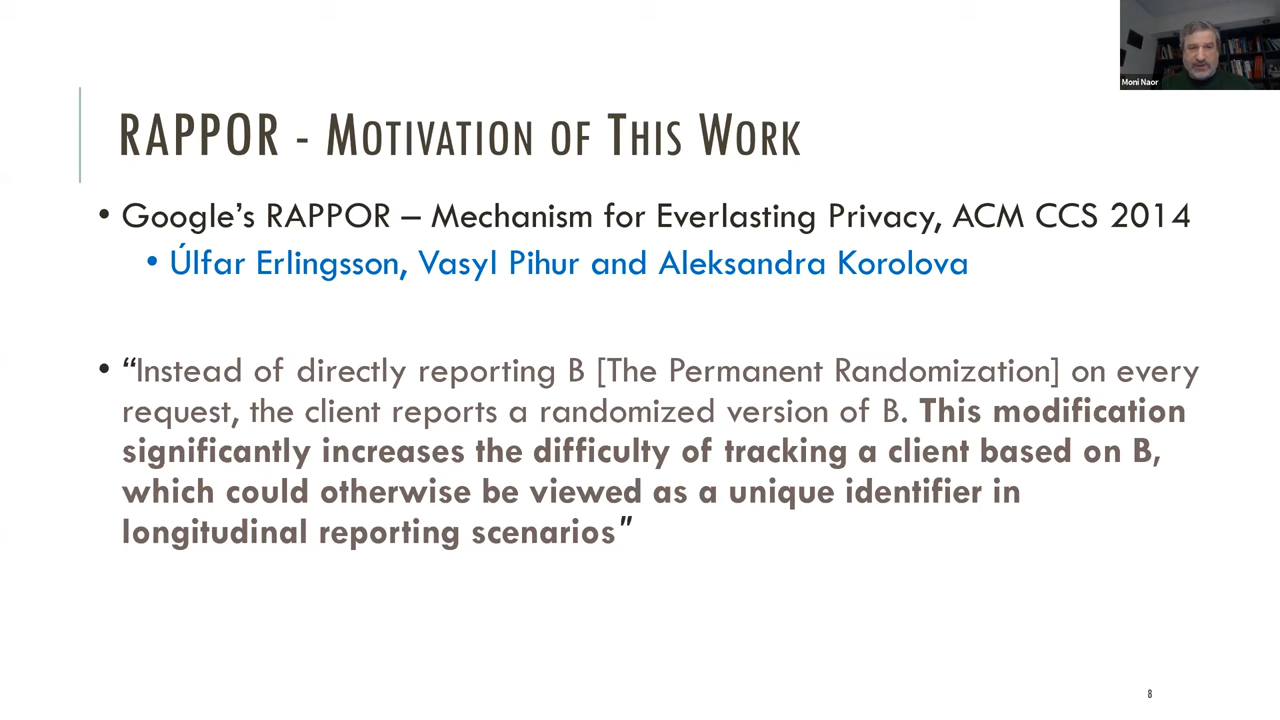 Moni Naor
RAPPOR - Motivation of This Work
• Google's RAPPOR – Mechanism for Everlasting Privacy, ACM CCS 2014
• Úlfar Erlingsson, Vasyl Pihur and Aleksandra Korolova
• "Instead of directly reporting B [The Permanent Randomization] on every
request, the client reports a randomized version of B. This modification
significantly increases the difficulty of tracking a client based on B,
which could otherwise be viewed as a unique identifier in
longitudinal reporting scenarios"
8